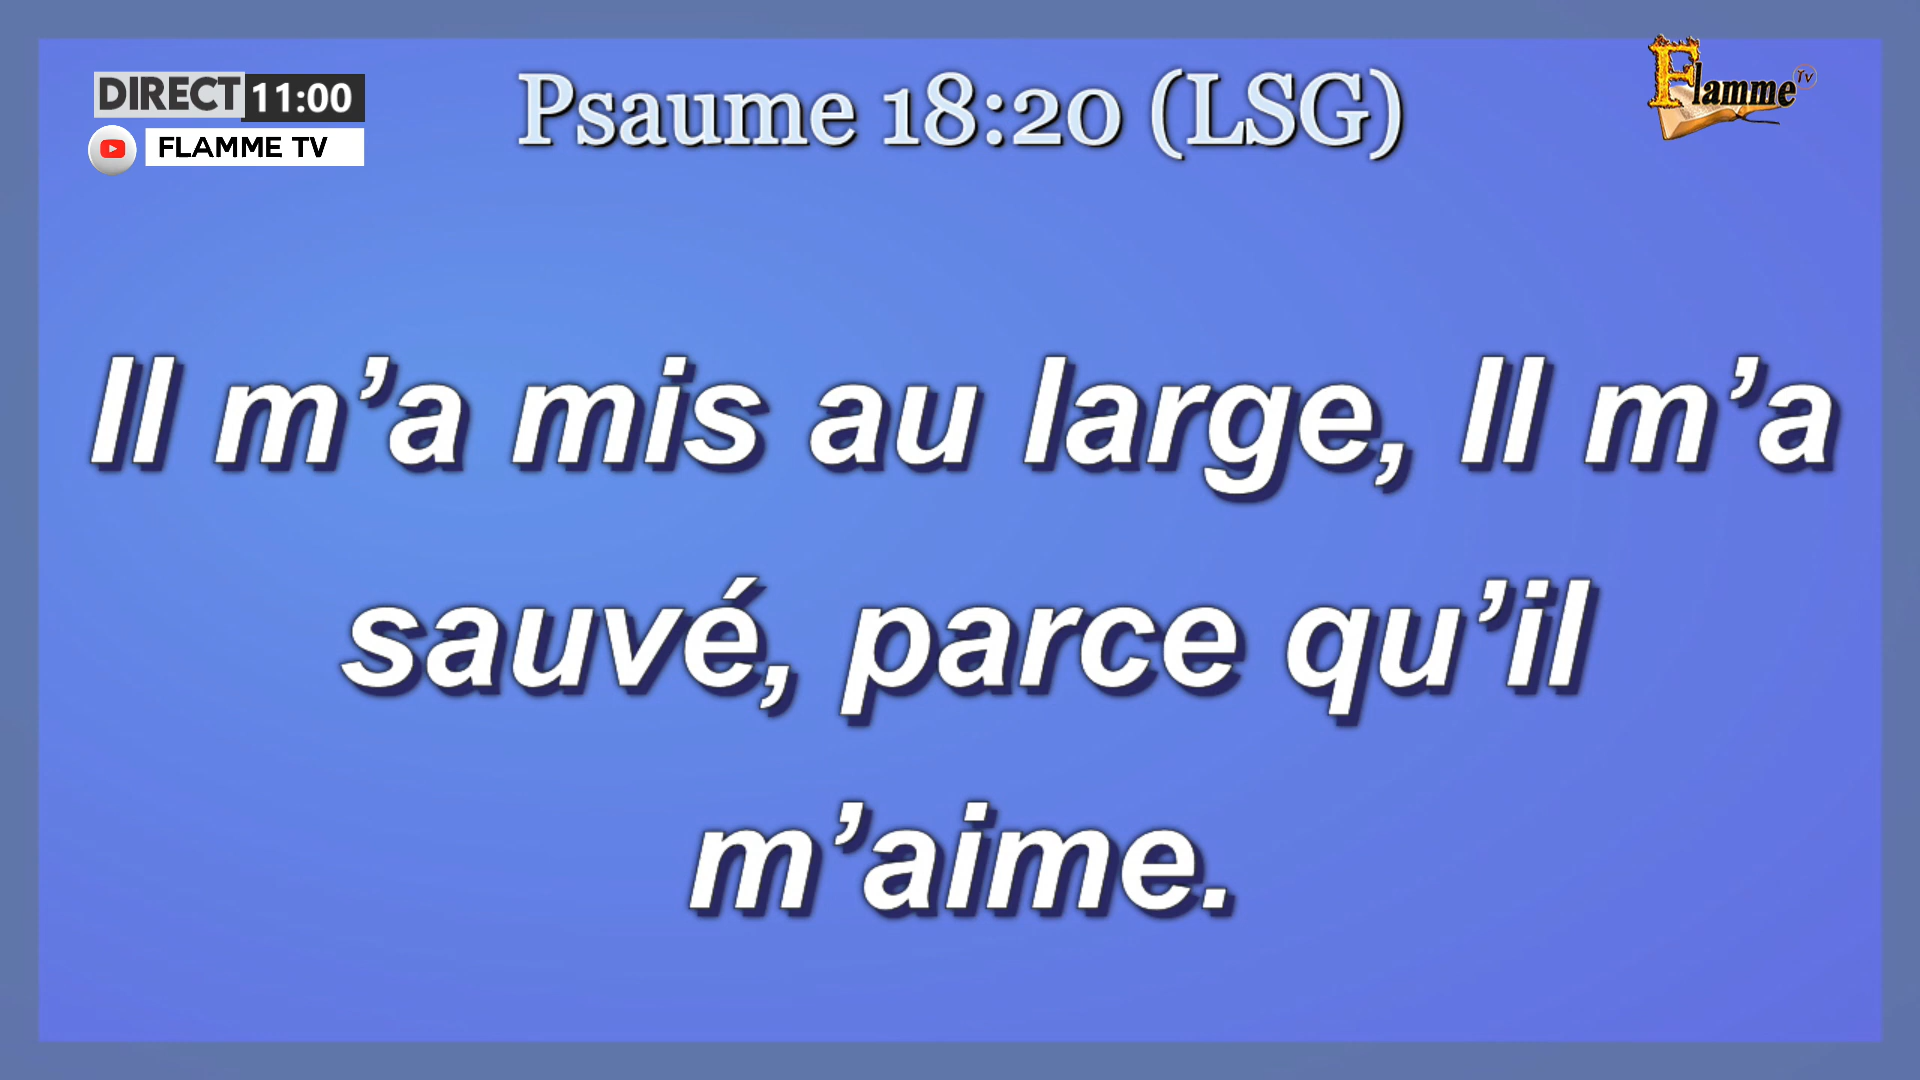 DIRECT 11:00
FLAMME TV
Psaume 18:20 (LSG)
Flamme TV
Il m’a mis au large, Il m’a
sauvé, parce qu’il
m’aime.